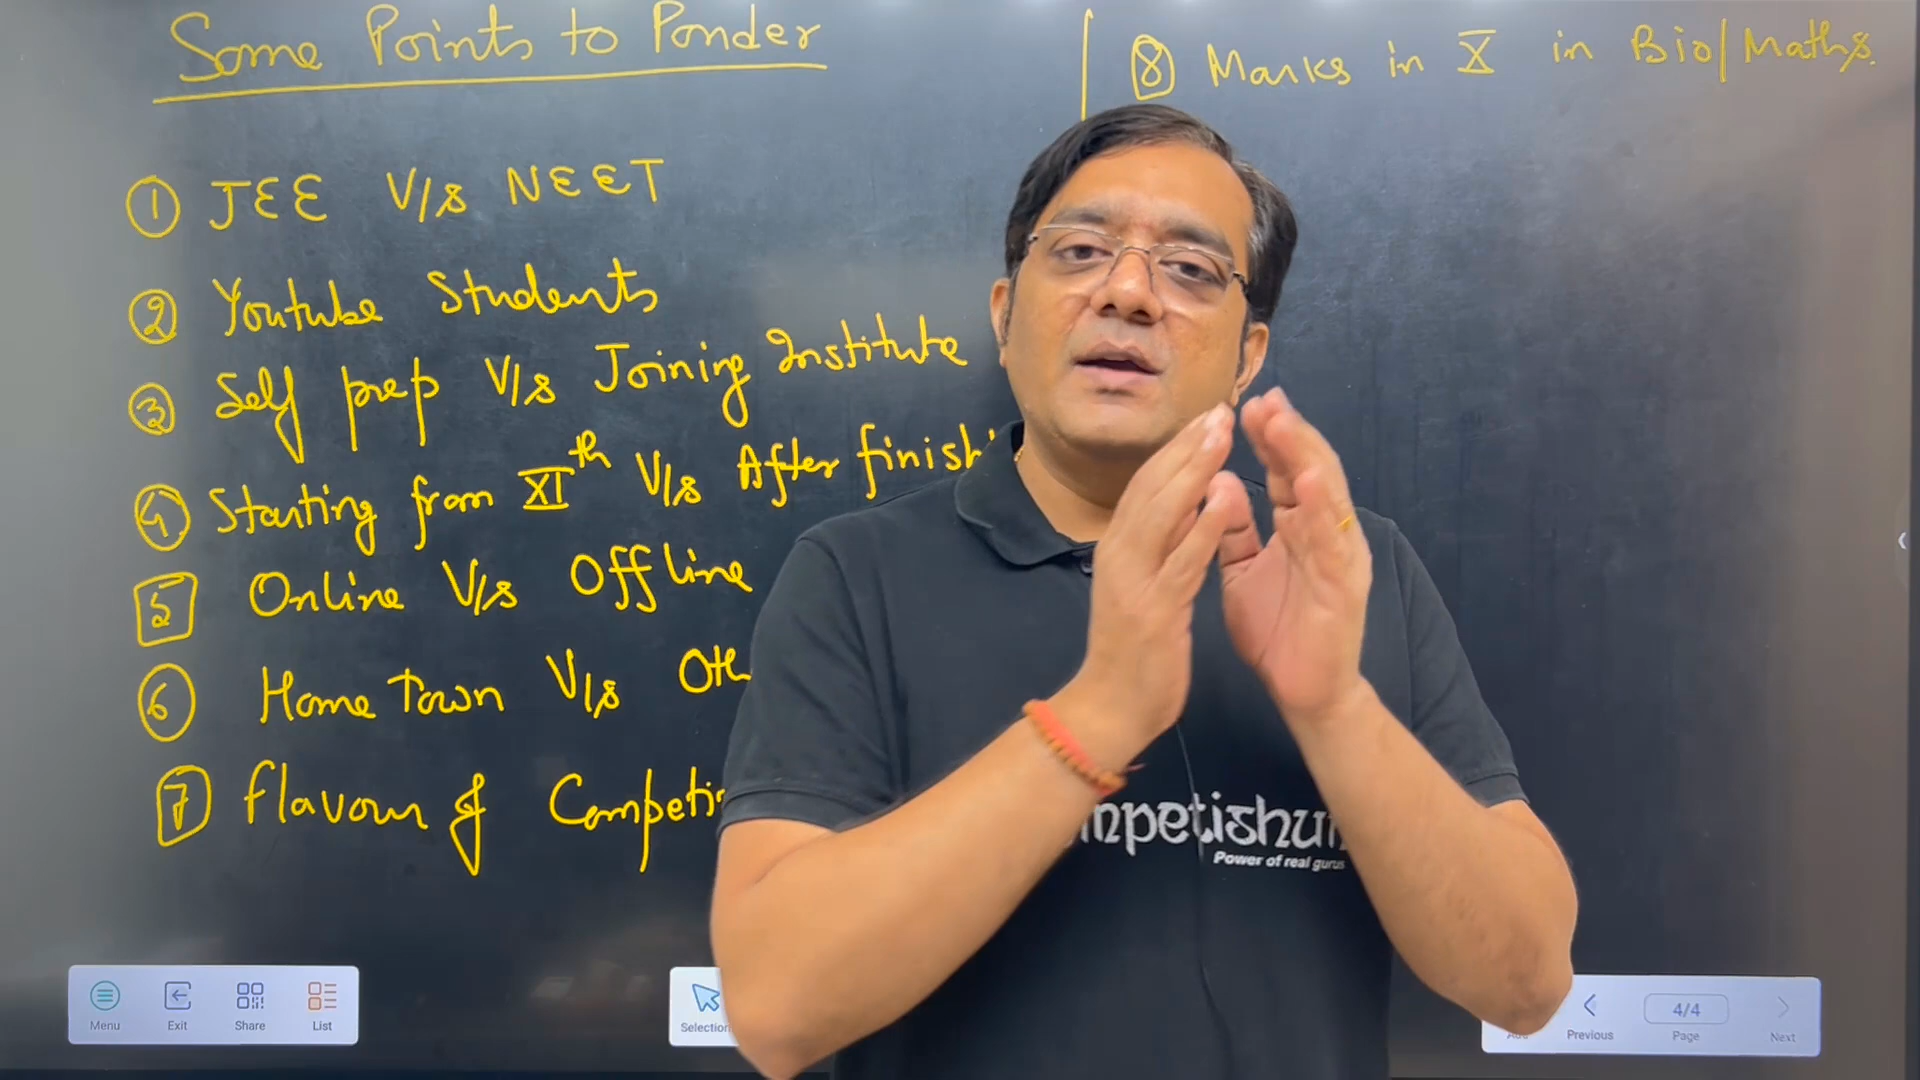 Some Points to Ponder
① JEE V/s NEET
② Youtube Students
③ Self prep V/s Joining Institute
④ Starting from XIth V/s After
5 Online V/s Offline
⑥ Home Town V/s
7 Flavour of
⑧ Marks in X in Bio/Maths.
Power of real gurus
Menu
Exit
Share
List
Selection
4/4
Previous
Page
Next